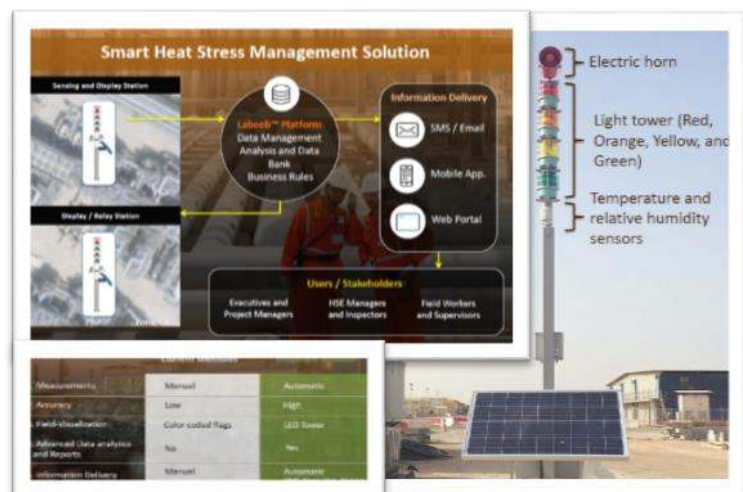 Smart Heat Stress Management Solution
Sensing and Display Station
Labeeb™ Platform
Data Management
Analysis and Data
Bank
Business Rules
Information Delivery
SMS / Email
Mobile App.
Web Portal
Display / Relay Station
Users / Stakeholders
Executives and
Project Managers
HSE Managers
and Inspectors
Field Workers
and Supervisors
Electric horn
Light tower (Red,
Orange, Yellow, and
Green)
Temperature and
relative humidity
sensors
Measurements Manual Automatic
Accuracy Low High
Field-Visualization Color coded flags LED Tower
Advanced Data analytics
and Reports No Yes
Information Delivery Manual Automatic